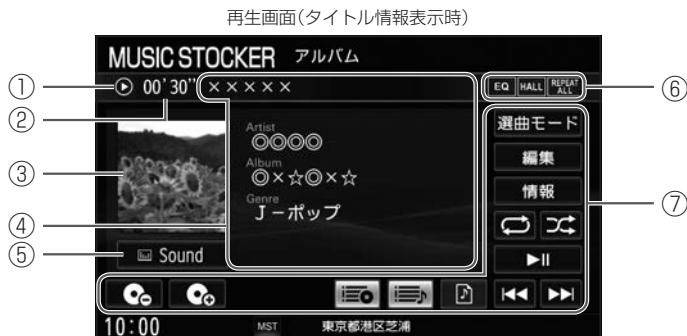 再生画面(タイトル情報表示時)
MUSIC STOCKER アルバム
① 00'30'' ××××× EQ HALL REPEAT ALL ⑥
②
選曲モード
Artist
◎◎◎◎
編集
③
Album
◎×☆◎×☆
情報
⑦
Genre
④
J-ポップ
⑤ Sound
10:00 MST 東京都港区芝浦